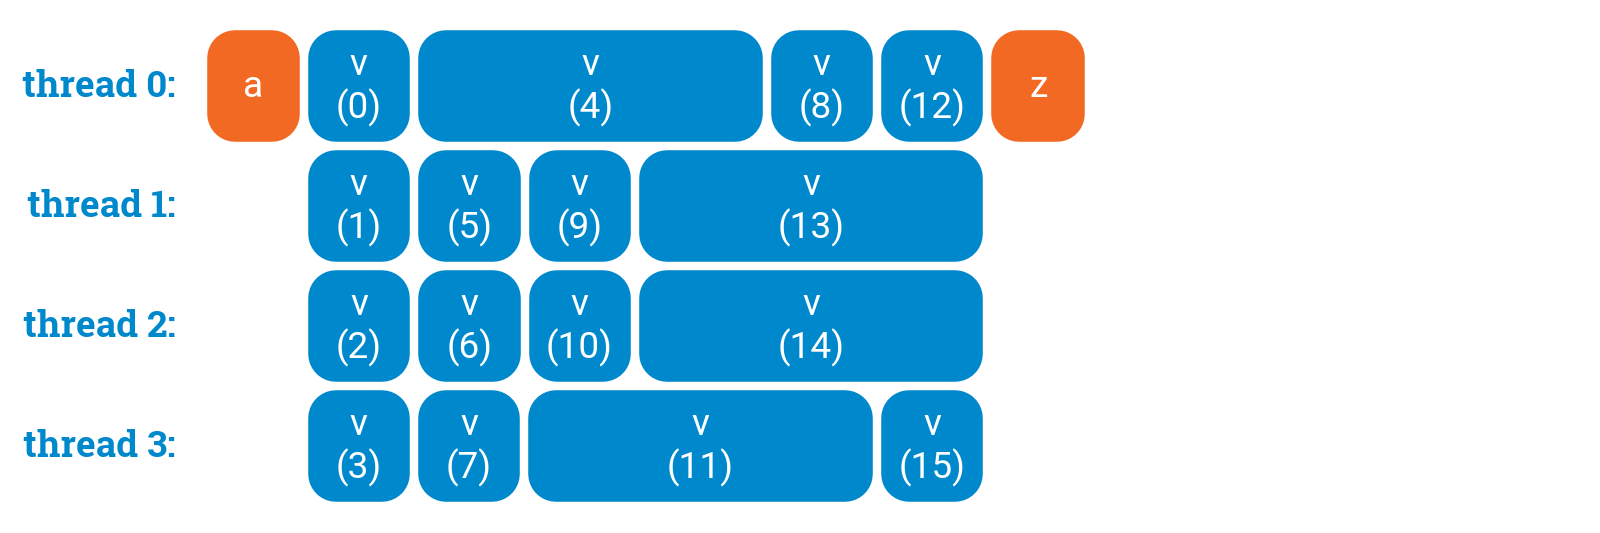 thread 0:
a
v
(0)
v
(4)
v
(8)
v
(12)
z
thread 1:
v
(1)
v
(5)
v
(9)
v
(13)
thread 2:
v
(2)
v
(6)
v
(10)
v
(14)
thread 3:
v
(3)
v
(7)
v
(11)
v
(15)